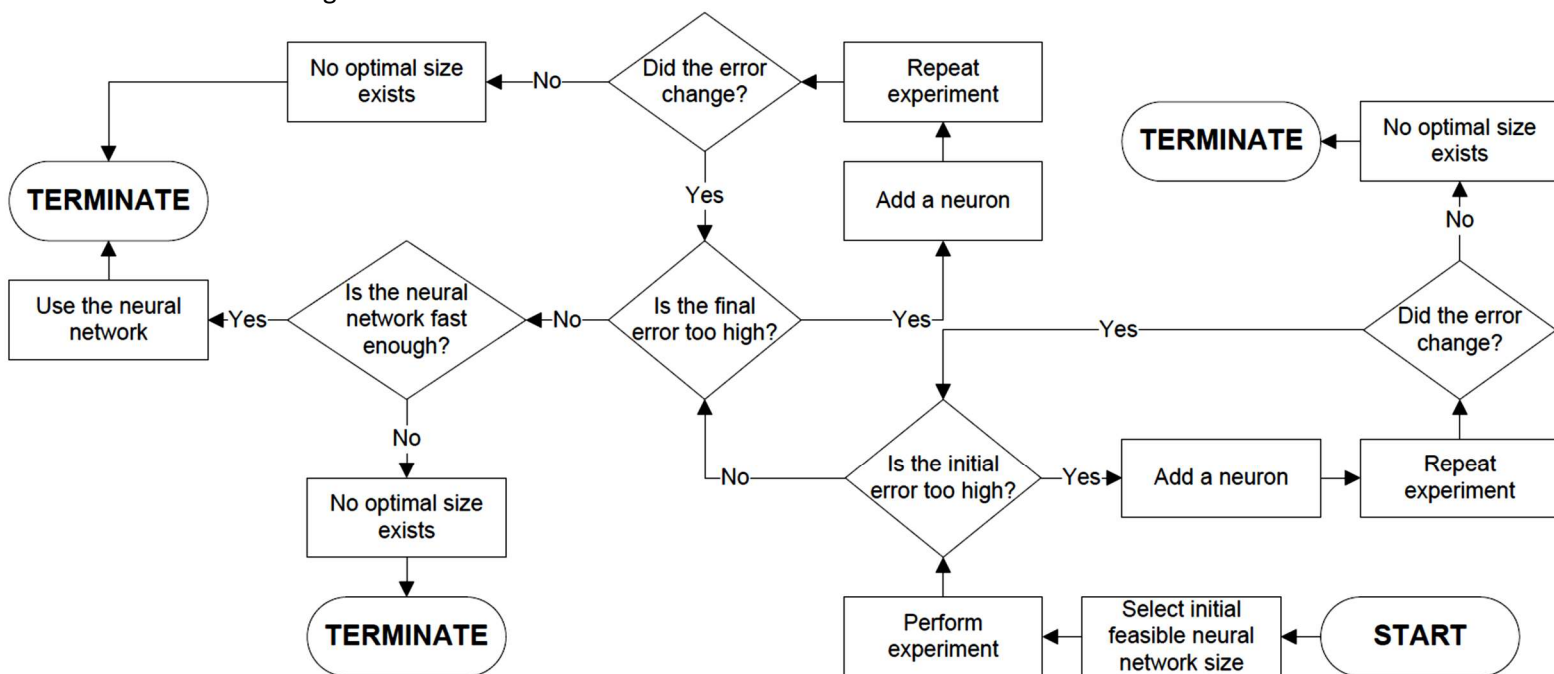 No optimal size
exists
No
Did the error
change?
Repeat
experiment
TERMINATE
No optimal size
exists
TERMINATE
Yes
Add a neuron
No
Use the neural
network
Yes
Is the neural
network fast
enough?
No
Is the final
error too high?
Yes
Yes
Did the error
change?
No
No
Is the initial
error too high?
Yes
Add a neuron
Repeat
experiment
No optimal size
exists
TERMINATE
Perform
experiment
Select initial
feasible neural
network size
START